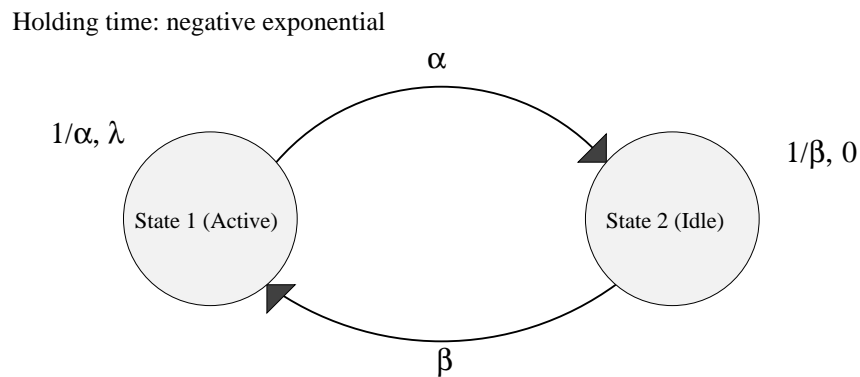 Holding time: negative exponential
α
1/α, λ
1/β, 0
State 1 (Active)
State 2 (Idle)
β